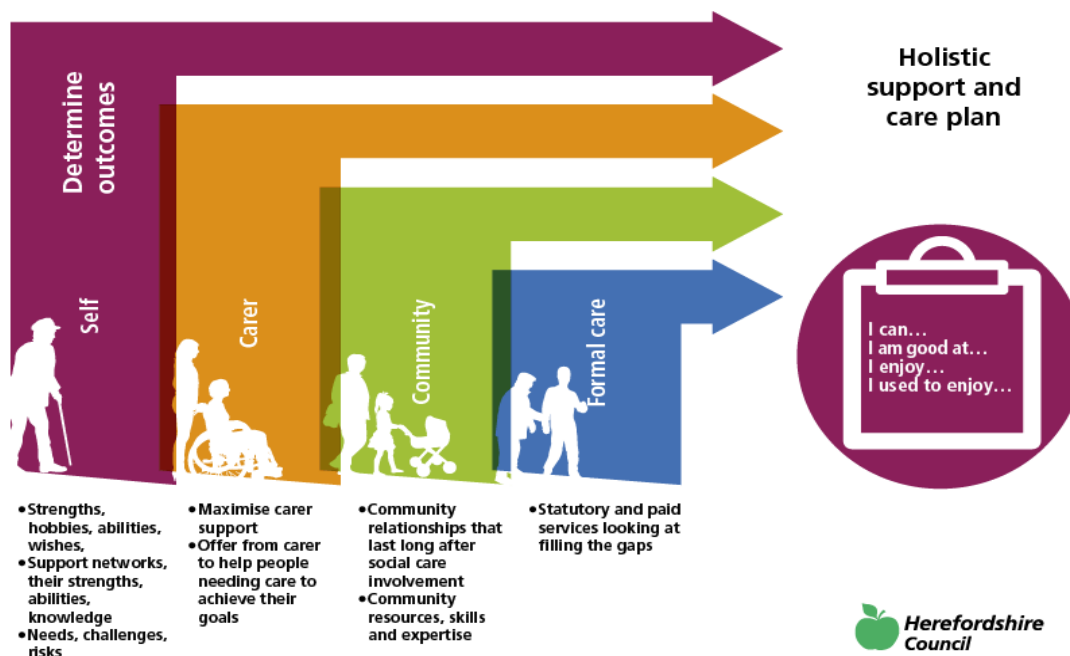 Determine
outcomes
Self
Carer
Community
Formal care
Holistic
support and
care plan
I can...
I am good at...
I enjoy...
I used to enjoy...
•Strengths,
hobbies, abilities,
wishes,
•Support networks,
their strengths,
abilities,
knowledge
•Needs, challenges,
risks
•Maximise carer
support
•Offer from carer
to help people
needing care to
achieve their
goals
•Community
relationships that
last long after
social care
involvement
•Community
resources, skills
and expertise
•Statutory and paid
services looking at
filling the gaps
Herefordshire
Council